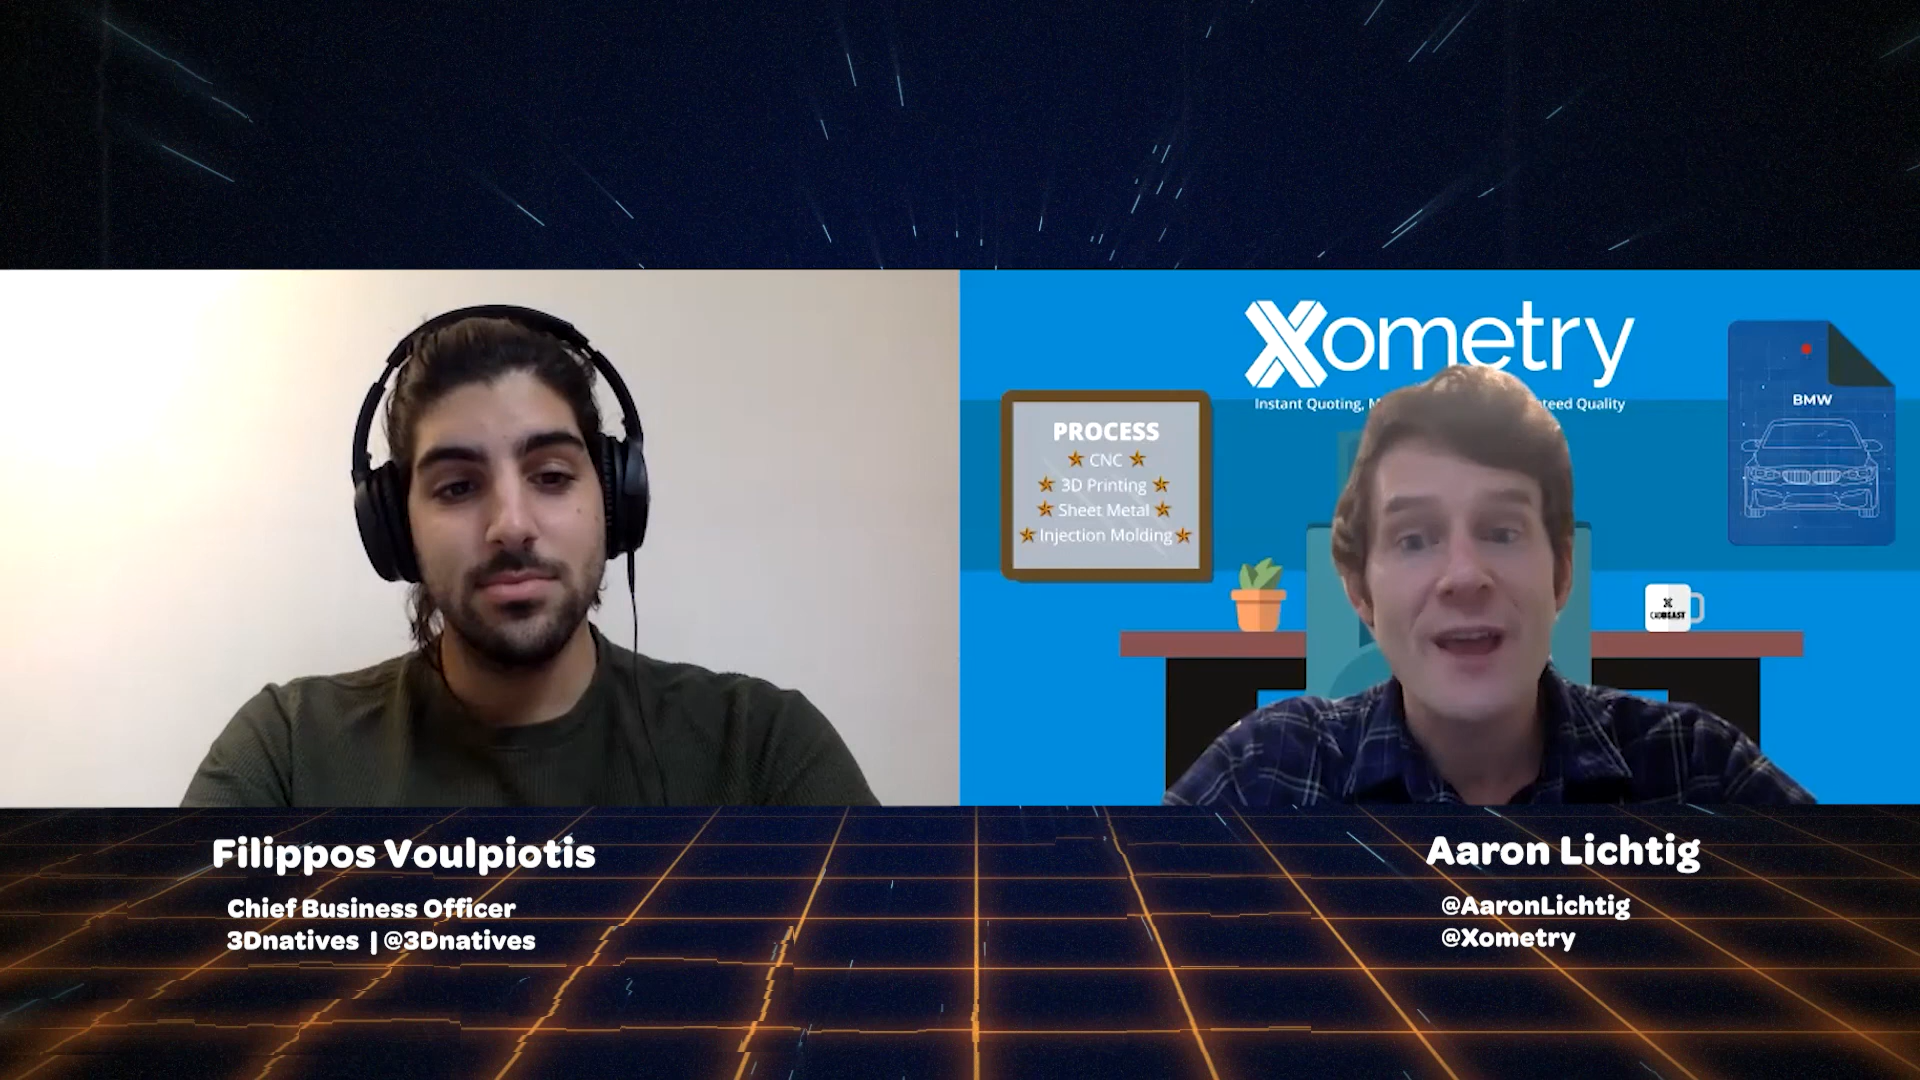 Xometry
Instant Quoting, M
teed Quality
PROCESS
CNC
3D Printing
Sheet Metal
Injection Molding
BMW
X
CADBEAST
Filippos Voulpiotis
Chief Business Officer
3Dnatives | @3Dnatives
Aaron Lichtig
@AaronLichtig
@Xometry